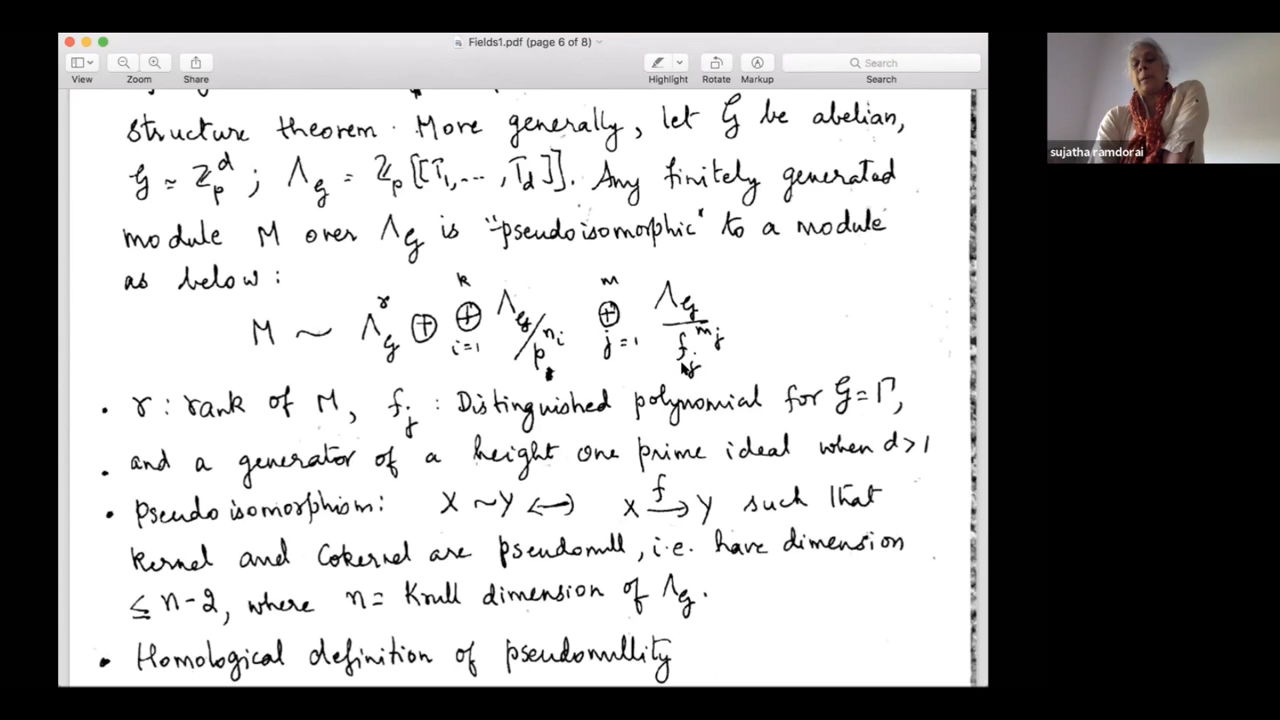 Fields1.pdf (page 6 of 8)
View Zoom Share Highlight Rotate Markup Search
Search
sujatha ramdorai
structure theorem. More generally, let G be abelian,
G ≃ ℤ_p^d ; Λ_G = ℤ_p[[T_1, ..., T_d]]. Any finitely generated
module M over Λ_G is "pseudoisomorphic" to a module
as below :
M ∼ Λ_G^r ⊕ ⊕_{i=1}^k Λ_G/p^{n_i} ⊕_{j=1}^m Λ_G/f_j^{m_j}
• r : rank of M, f_j : Distinguished polynomial for G = Γ,
• and a generator of a height one prime ideal when d > 1
• Pseudoisomorphism: X ∼ Y ↔ X →^f Y such that
Kernel and Cokernel are pseudonull, i.e. have dimension
≤ n-2, where n = Krull dimension of Λ_G.
• Homological definition of pseudonullity